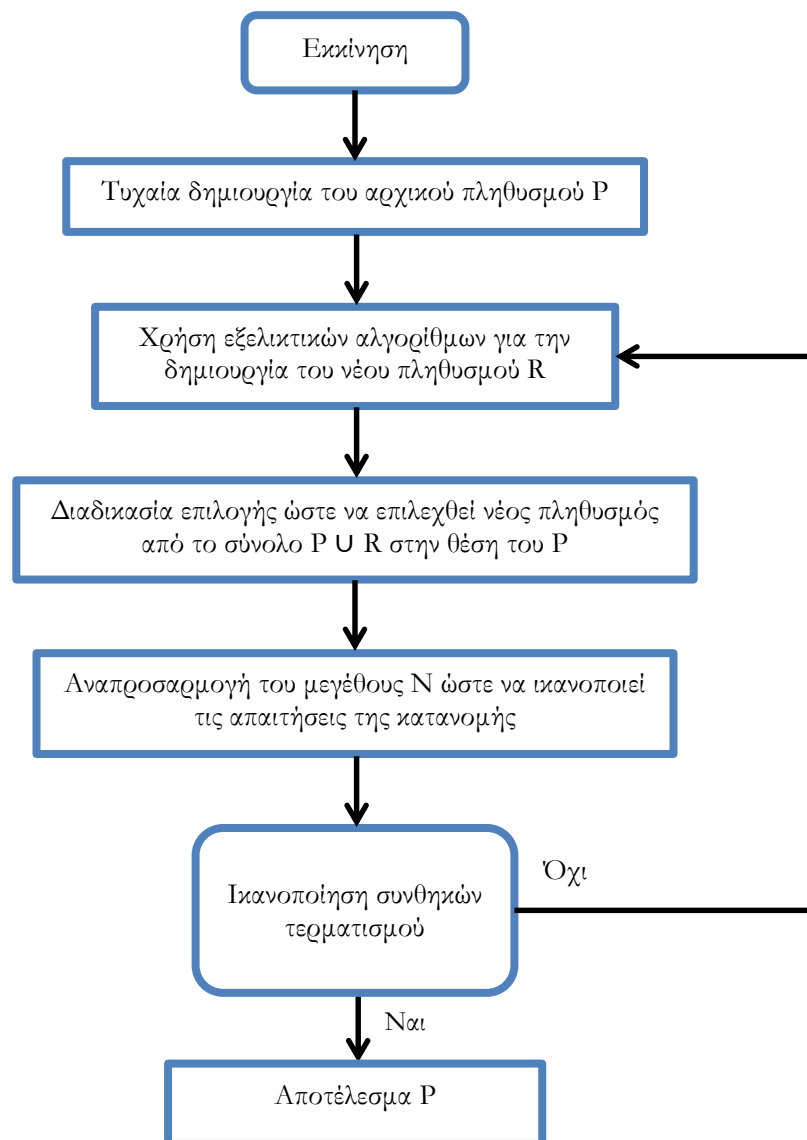 Εκκίνηση
Τυχαία δημιουργία του αρχικού πληθυσμού P
Χρήση εξελικτικών αλγορίθμων για την
δημιουργία του νέου πληθυσμού R
Διαδικασία επιλογής ώστε να επιλεχθεί νέος πληθυσμός
από το σύνολο P ∪ R στην θέση του P
Αναπροσαρμογή του μεγέθους N ώστε να ικανοποιεί
τις απαιτήσεις της κατανομής
Ικανοποίηση συνθηκών
τερματισμού
Όχι
Ναι
Αποτέλεσμα P